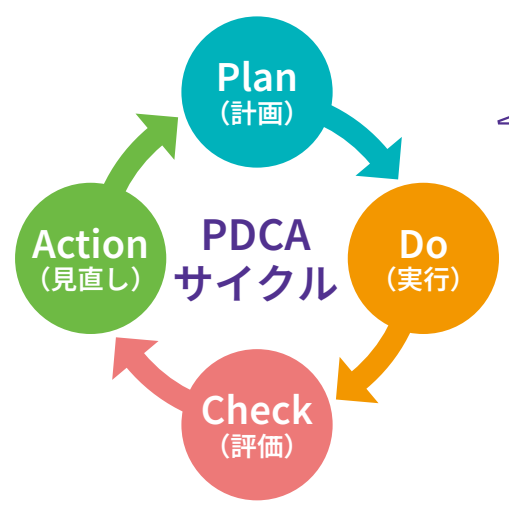 Plan
（計画）
Do
（実行）
Check
（評価）
Action
（見直し）
PDCA
サイクル